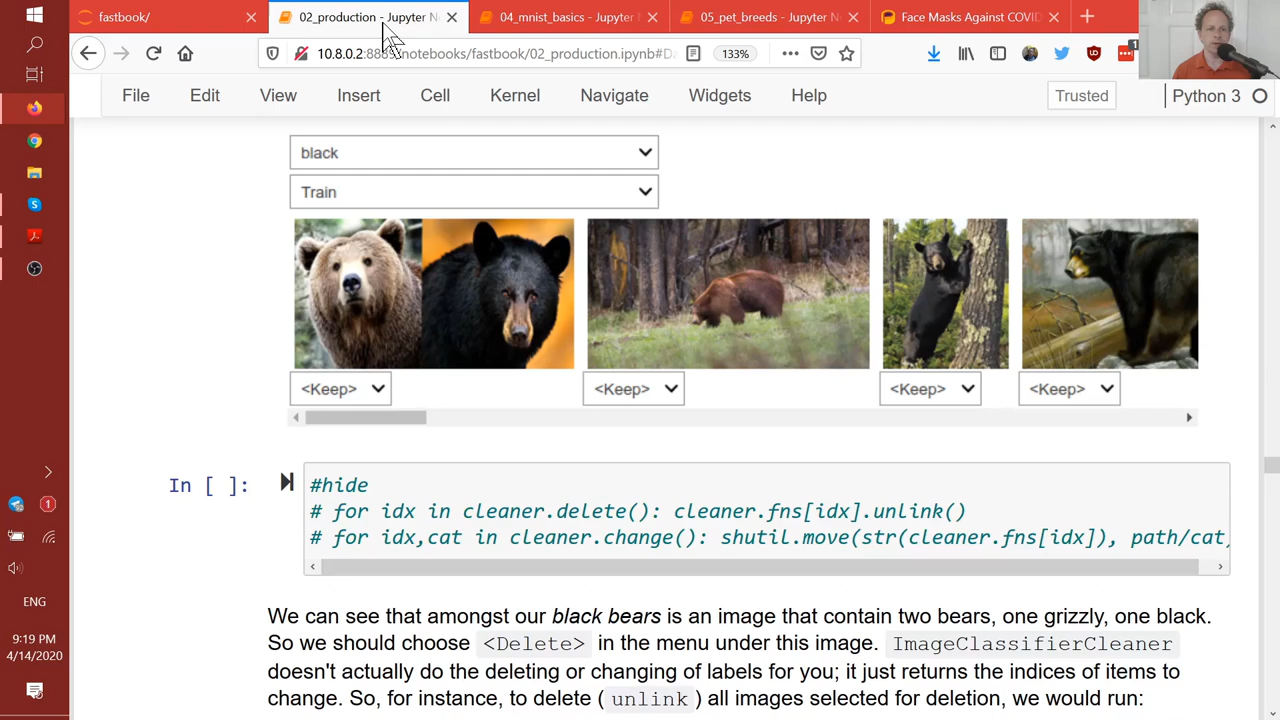 fastbook/
02_production - Jupyter N
04_mnist_basics - Jupyter
05_pet_breeds - Jupyter N
Face Masks Against COVID
10.8.0.2:888 /notebooks/fastbook/02_production.ipynb#Da
133%
File Edit View Insert Cell Kernel Navigate Widgets Help
Trusted
Python 3
black
Train
<Keep> <Keep> <Keep> <Keep>
In [ ]:
#hide
# for idx in cleaner.delete(): cleaner.fns[idx].unlink()
# for idx,cat in cleaner.change(): shutil.move(str(cleaner.fns[idx]), path/cat)
We can see that amongst our black bears is an image that contain two bears, one grizzly, one black.
So we should choose <Delete> in the menu under this image. ImageClassifierCleaner
doesn't actually do the deleting or changing of labels for you; it just returns the indices of items to
change. So, for instance, to delete (unlink) all images selected for deletion, we would run:
1
ENG
9:19 PM
4/14/2020